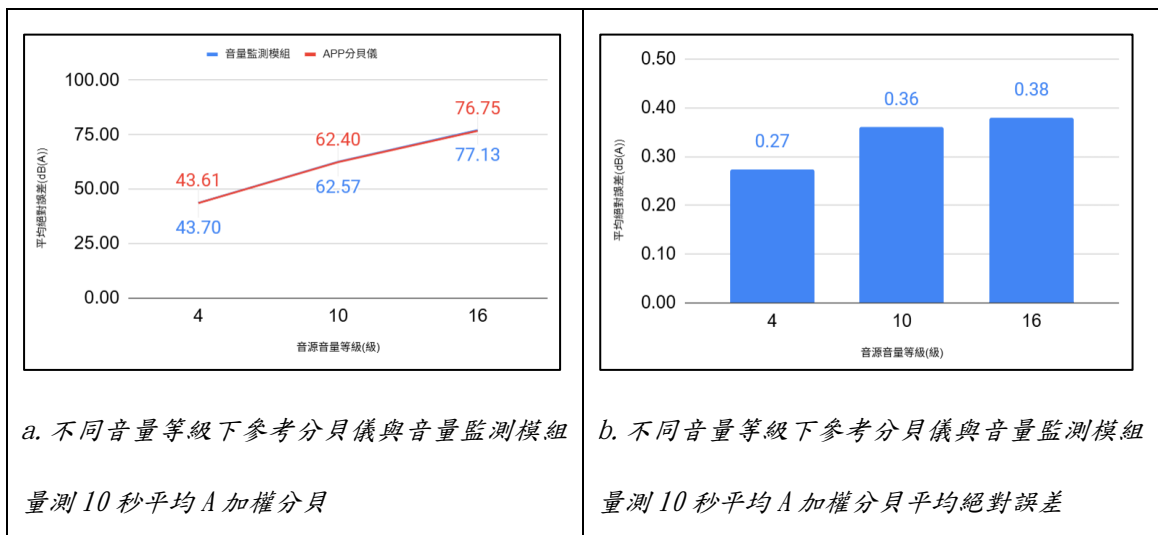 音量監測模組 APP分貝儀
100.00
75.00
50.00
25.00
0.00
平均絕對誤差(dB(A))
43.61
62.40
76.75
43.70
62.57
77.13
4 10 16
音源音量等級(級)
a. 不同音量等級下參考分貝儀與音量監測模組
量測 10 秒平均 A 加權分貝
0.50
0.40
0.30
0.20
0.10
0.00
平均絕對誤差(dB(A))
0.27
0.36
0.38
4 10 16
音源音量等級(級)
b. 不同音量等級下參考分貝儀與音量監測模組
量測 10 秒平均 A 加權分貝平均絕對誤差